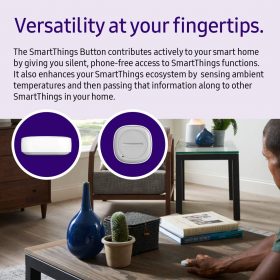 Versatility at your fingertips.
The SmartThings Button contributes actively to your smart home
by giving you silent, phone-free access to SmartThings functions.
It also enhances your SmartThings ecosystem by  sensing ambient
temperatures and then passing that information along to other
SmartThings in your home.